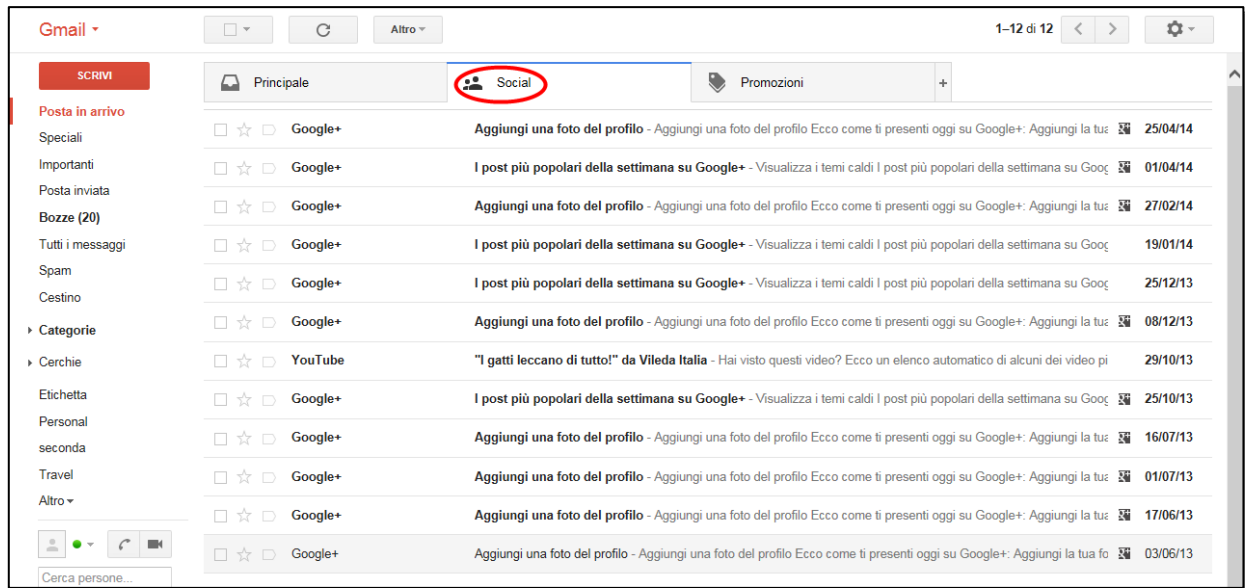 Gmail
Altro
1–12 di 12
SCRIVI
Principale
Social
Promozioni
+
Posta in arrivo
Speciali
Importanti
Posta inviata
Bozze (20)
Tutti i messaggi
Spam
Cestino
Categorie
Cerchie
Etichetta
Personal
seconda
Travel
Altro
Cerca persone...
Google+ Aggiungi una foto del profilo - Aggiungi una foto del profilo Ecco come ti presenti oggi su Google+: Aggiungi la tua 25/04/14
Google+ I post più popolari della settimana su Google+ - Visualizza i temi caldi I post più popolari della settimana su Goog 01/04/14
Google+ Aggiungi una foto del profilo - Aggiungi una foto del profilo Ecco come ti presenti oggi su Google+: Aggiungi la tua 27/02/14
Google+ I post più popolari della settimana su Google+ - Visualizza i temi caldi I post più popolari della settimana su Goog 19/01/14
Google+ I post più popolari della settimana su Google+ - Visualizza i temi caldi I post più popolari della settimana su Goog 25/12/13
Google+ Aggiungi una foto del profilo - Aggiungi una foto del profilo Ecco come ti presenti oggi su Google+: Aggiungi la tua 08/12/13
YouTube "I gatti leccano di tutto!" da Vileda Italia - Hai visto questi video? Ecco un elenco automatico di alcuni dei video pi 29/10/13
Google+ I post più popolari della settimana su Google+ - Visualizza i temi caldi I post più popolari della settimana su Goog 25/10/13
Google+ Aggiungi una foto del profilo - Aggiungi una foto del profilo Ecco come ti presenti oggi su Google+: Aggiungi la tua 16/07/13
Google+ Aggiungi una foto del profilo - Aggiungi una foto del profilo Ecco come ti presenti oggi su Google+: Aggiungi la tua 01/07/13
Google+ Aggiungi una foto del profilo - Aggiungi una foto del profilo Ecco come ti presenti oggi su Google+: Aggiungi la tua 17/06/13
Google+ Aggiungi una foto del profilo - Aggiungi una foto del profilo Ecco come ti presenti oggi su Google+: Aggiungi la tua fo 03/06/13